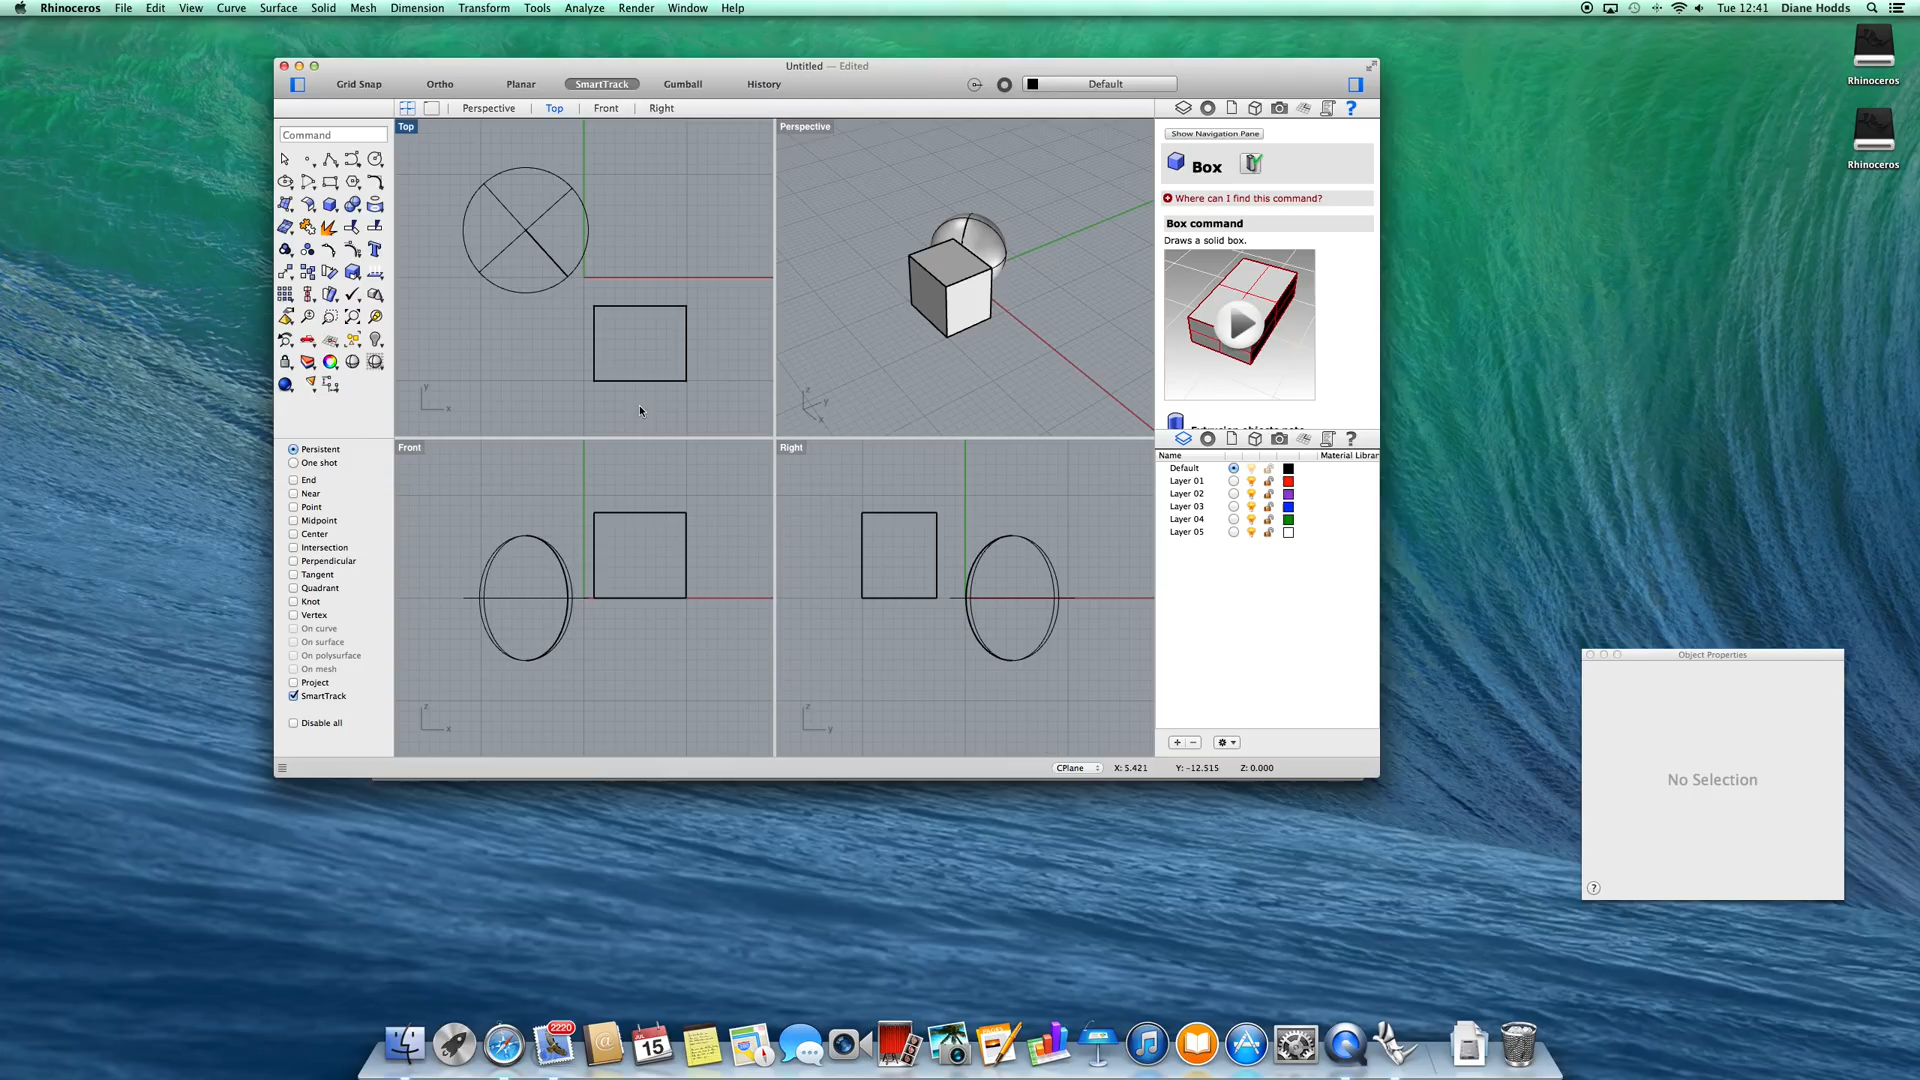 Rhinoceros File Edit View Curve Surface Solid Mesh Dimension Transform Tools Analyze Render Window Help
Tue 12:41 Diane Hodds
Rhinoceros
Rhinoceros
Untitled — Edited
Grid Snap Ortho Planar SmartTrack Gumball History
Default
Perspective Top Front Right
Command
Top
Perspective
Front
Right
y
x
z
y
x
z
x
z
y
Show Navigation Pane
Box
Where can I find this command?
Box command
Draws a solid box.
Name Material Librar
Default
Layer 01
Layer 02
Layer 03
Layer 04
Layer 05
Persistent
One shot
End
Near
Point
Midpoint
Center
Intersection
Perpendicular
Tangent
Quadrant
Knot
Vertex
On curve
On surface
On polysurface
On mesh
Project
SmartTrack
Disable all
CPlane X: 5.421 Y: -12.515 Z: 0.000
Object Properties
No Selection
?
2220
JUL
15